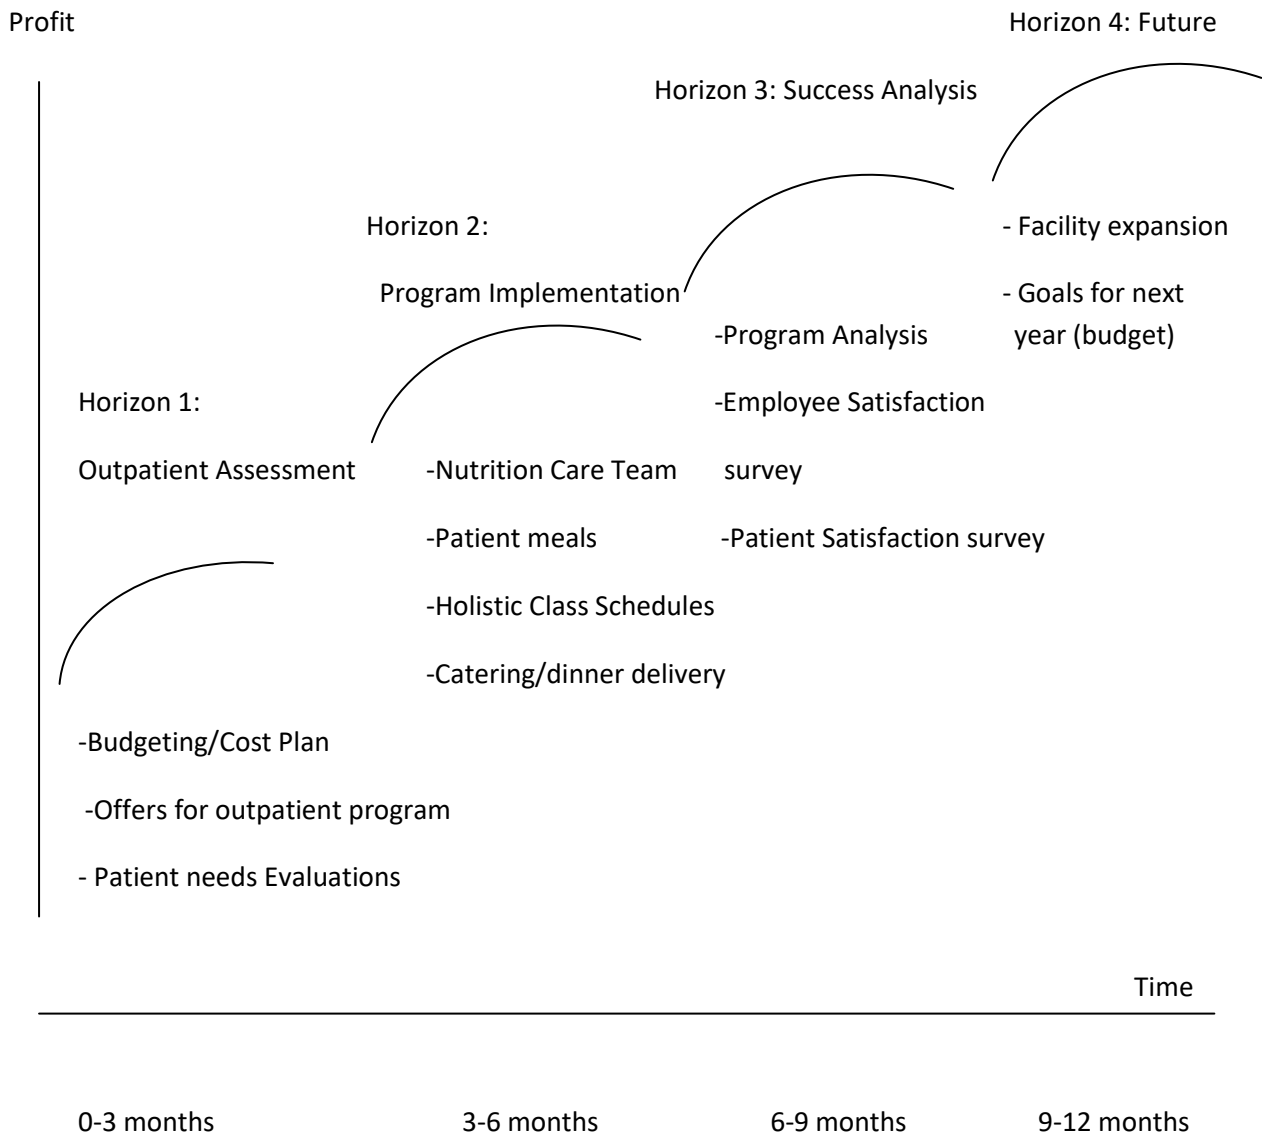 Profit
Horizon 4: Future
Horizon 3: Success Analysis
Horizon 2:
Program Implementation
- Facility expansion
- Goals for next
year (budget)
-Program Analysis
-Employee Satisfaction
survey
-Patient Satisfaction survey
Horizon 1:
Outpatient Assessment
-Nutrition Care Team
-Patient meals
-Holistic Class Schedules
-Catering/dinner delivery
-Budgeting/Cost Plan
-Offers for outpatient program
- Patient needs Evaluations
Time
0-3 months
3-6 months
6-9 months
9-12 months